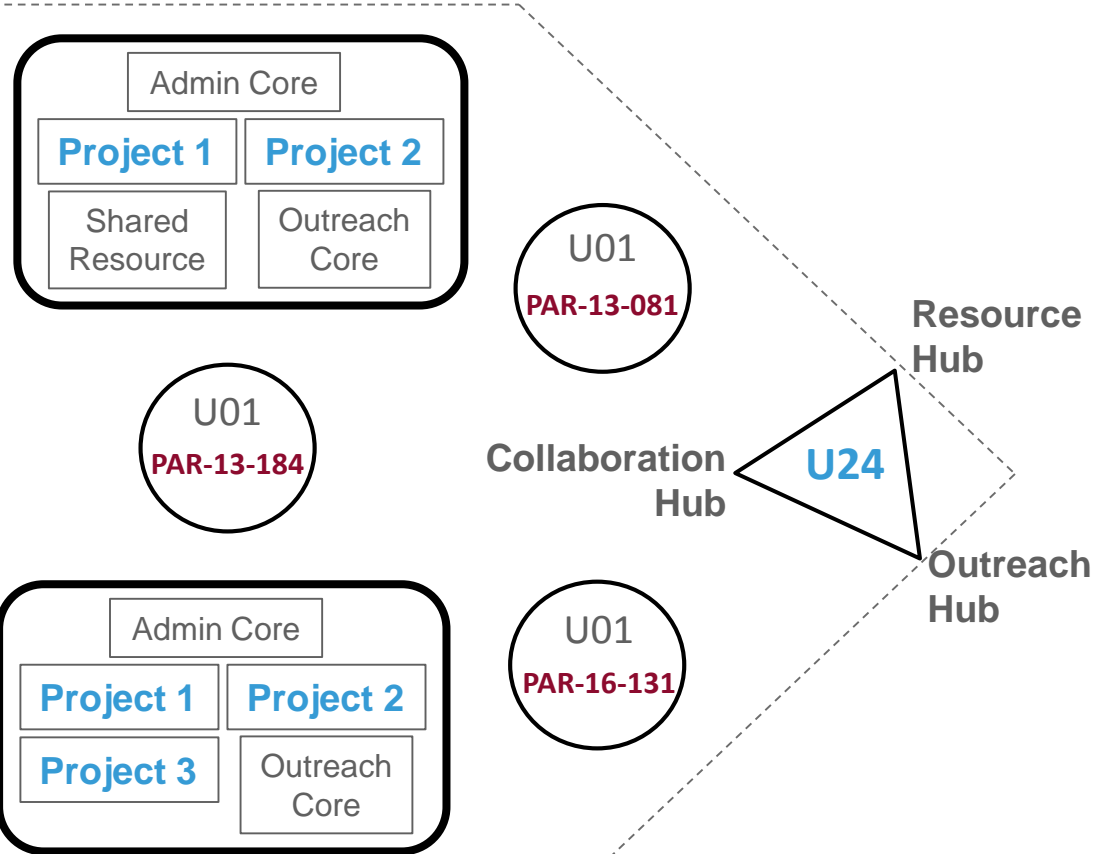 Admin Core
Project 1
Project 2
Shared
Resource
Outreach
Core
U01
PAR-13-081
Resource
Hub
U01
PAR-13-184
Collaboration
Hub
U24
Outreach
Hub
Admin Core
Project 1
Project 2
Project 3
Outreach
Core
U01
PAR-16-131